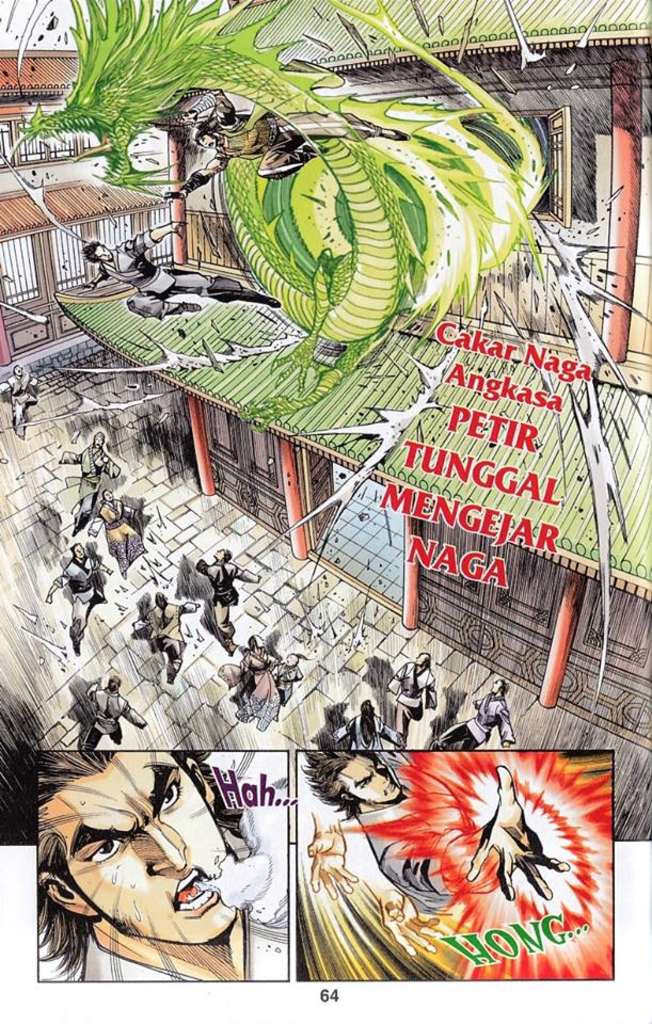 Cakar Naga
Angkasa
PETIR
TUNGGAL
MENGEJAR
NAGA
Hah...
HONG...
64